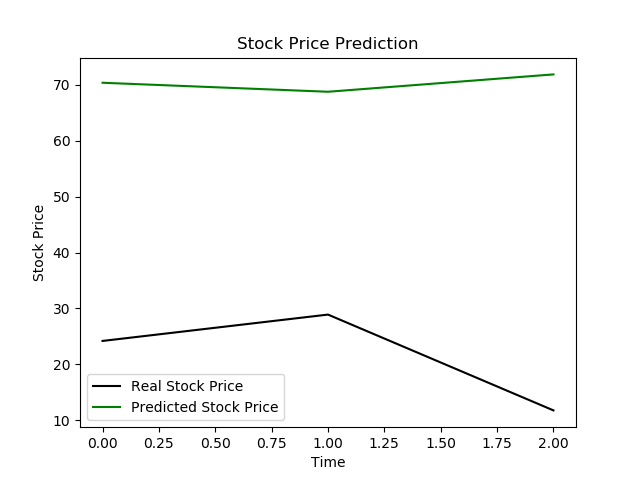 Stock Price Prediction
70
60
50
40
30
20
10
Stock Price
Real Stock Price
Predicted Stock Price
0.00 0.25 0.50 0.75 1.00 1.25 1.50 1.75 2.00
Time